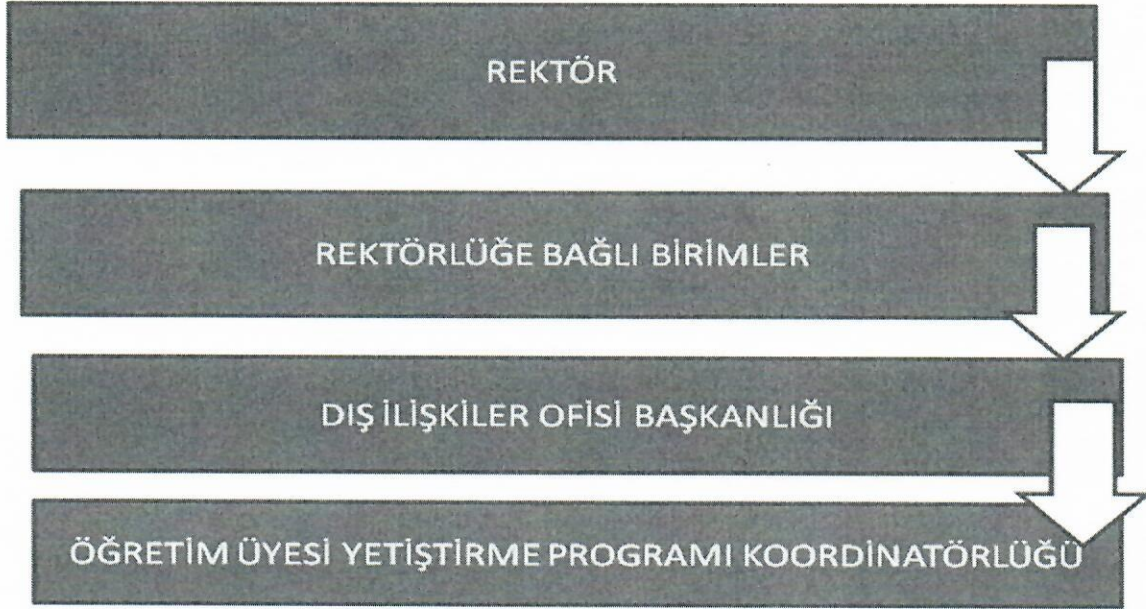 REKTÖR
REKTÖRLÜĞE BAĞLI BİRİMLER
DIŞ İLİŞKİLER OFİSİ BAŞKANLIĞI
ÖĞRETİM ÜYESİ YETİŞTİRME PROGRAMI KOORDİNATÖRLÜĞÜ